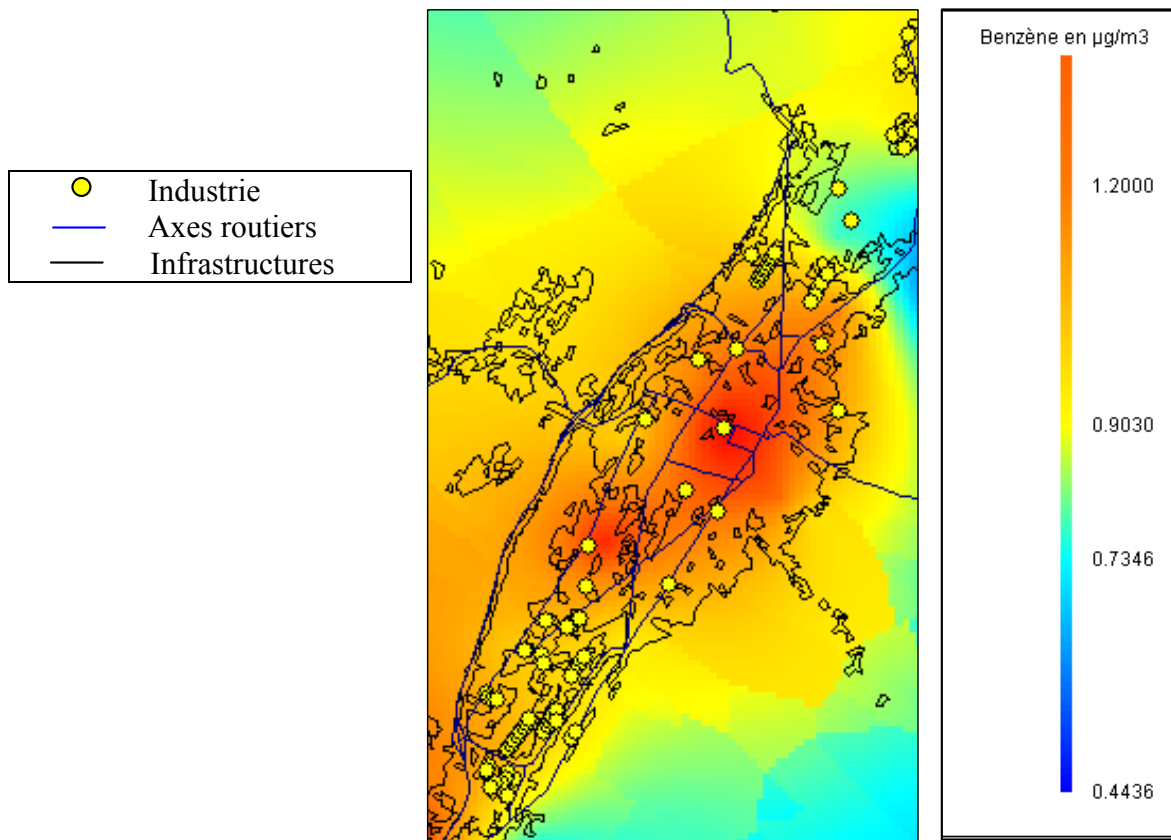 Industrie
Axes routiers
Infrastructures
Benzène en µg/m3
1.2000
0.9030
0.7346
0.4436